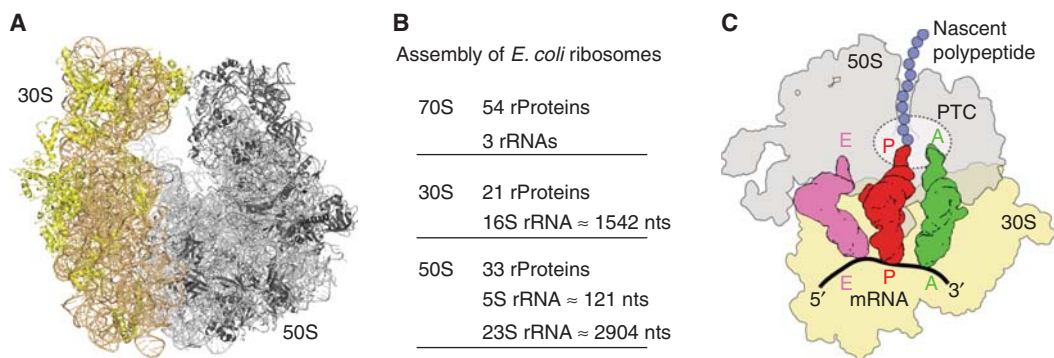 A
30S
50S
B
Assembly of E. coli ribosomes
70S 54 rProteins
3 rRNAs
30S 21 rProteins
16S rRNA ≈ 1542 nts
50S 33 rProteins
5S rRNA ≈ 121 nts
23S rRNA ≈ 2904 nts
C
Nascent
polypeptide
50S
PTC
E P A
30S
E P A
5′ mRNA 3′